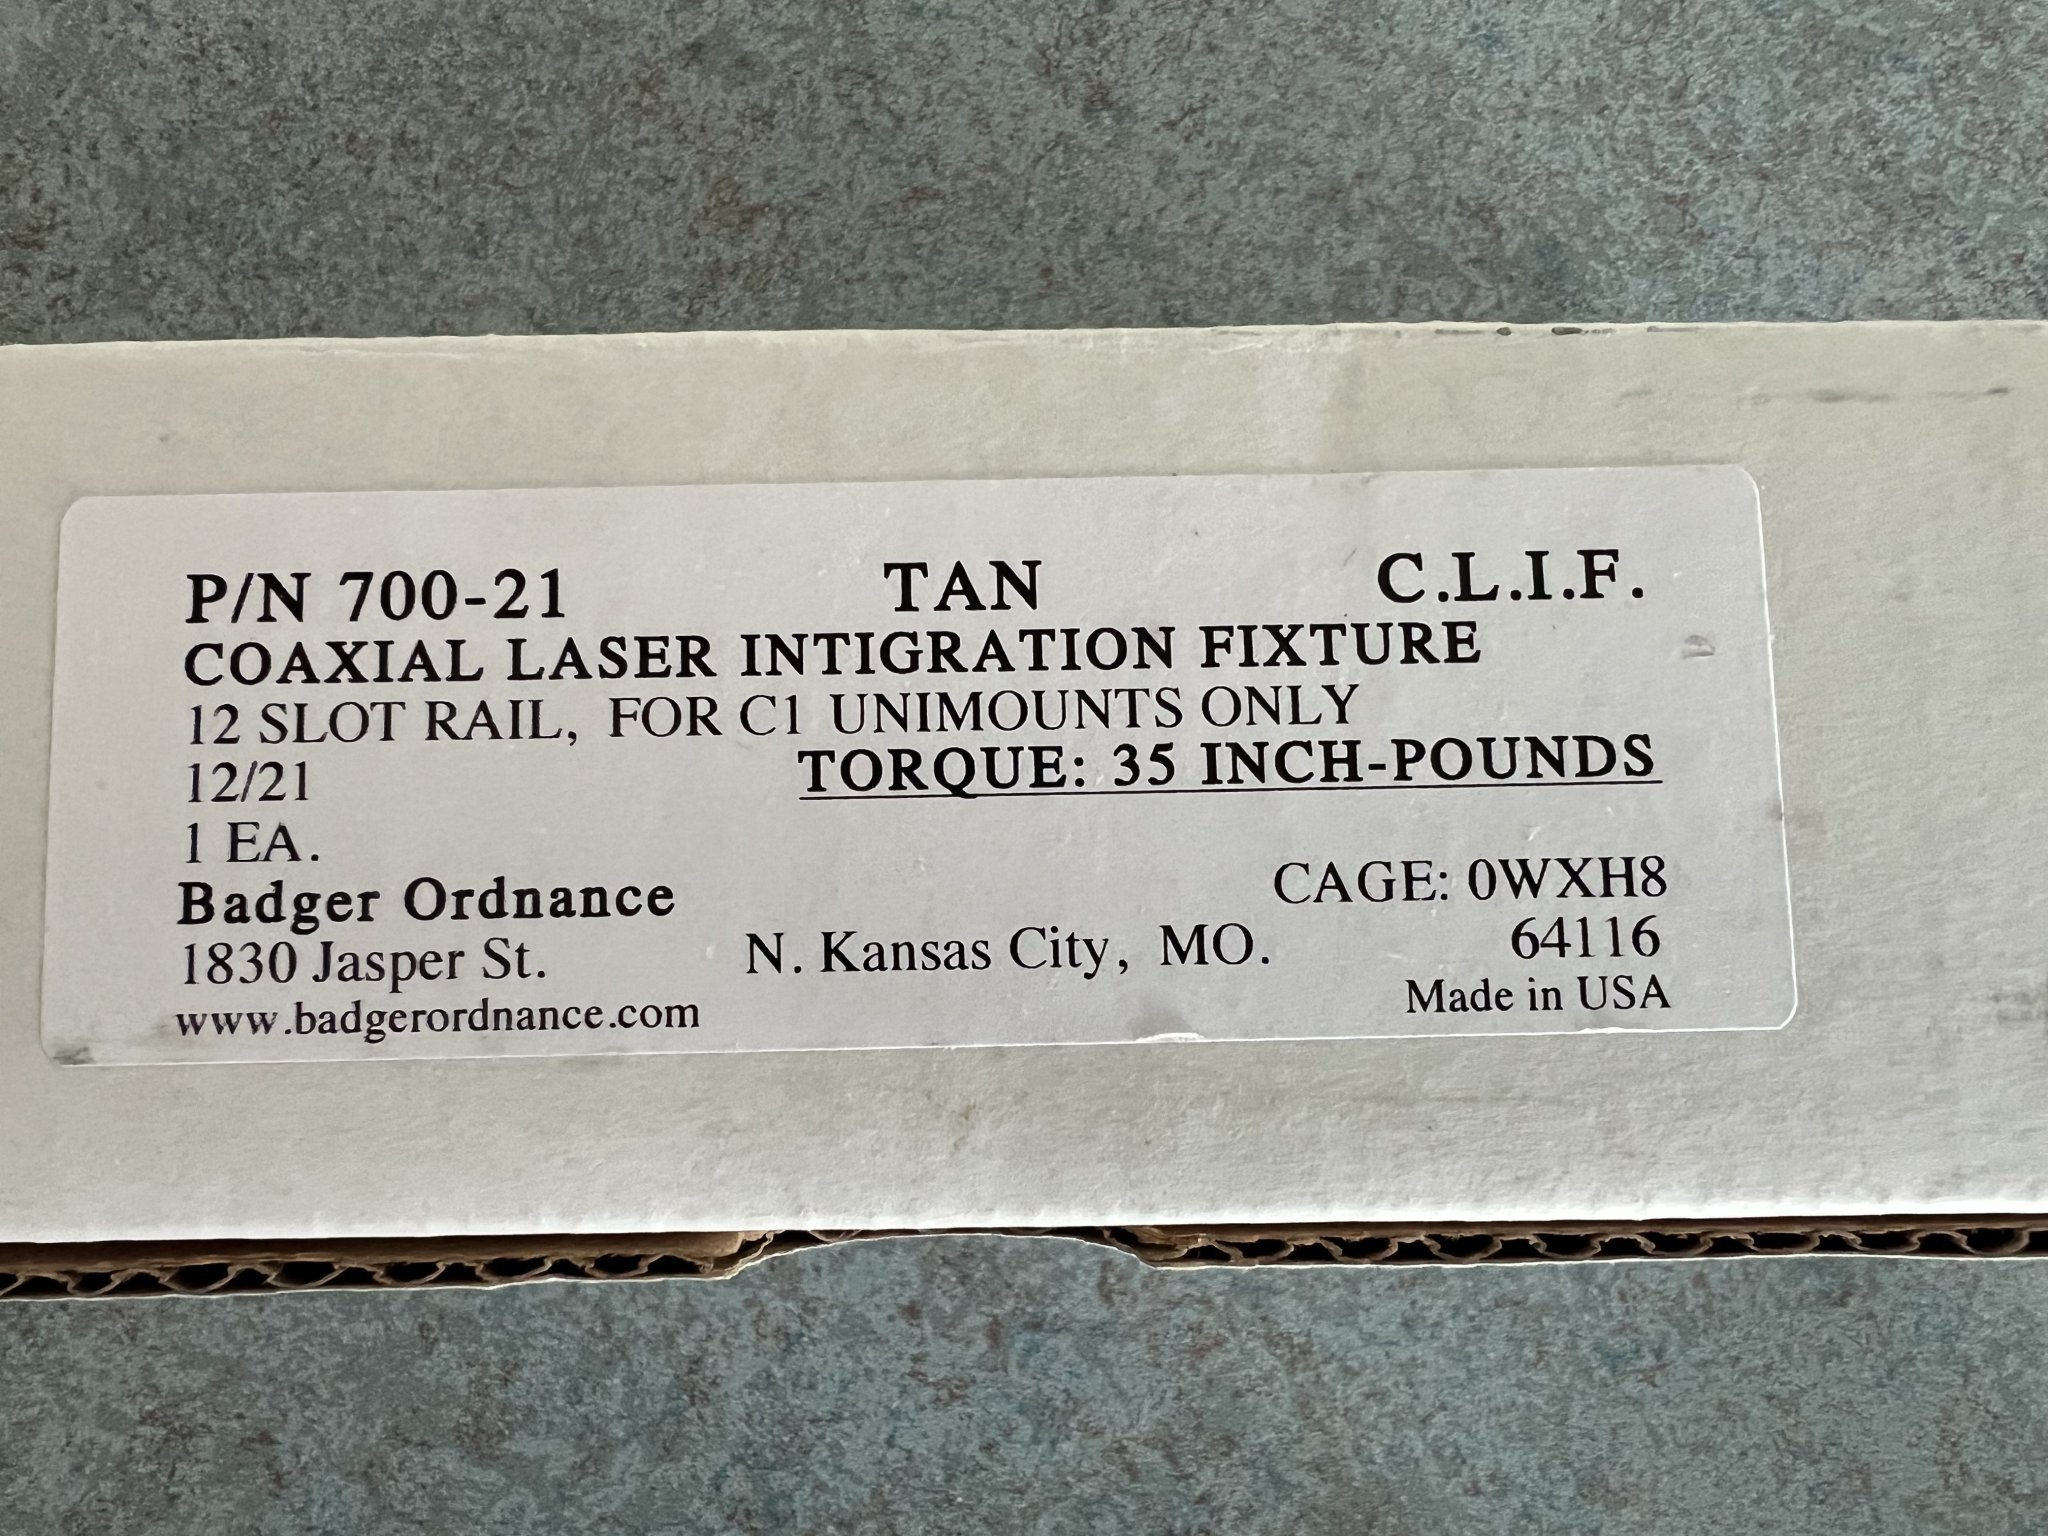 P/N 700-21 TAN C.L.I.F.
COAXIAL LASER INTIGRATION FIXTURE
12 SLOT RAIL, FOR C1 UNIMOUNTS ONLY
12/21 TORQUE: 35 INCH-POUNDS
1 EA.
Badger Ordnance CAGE: 0WXH8
1830 Jasper St. N. Kansas City, MO. 64116
www.badgerordnance.com Made in USA